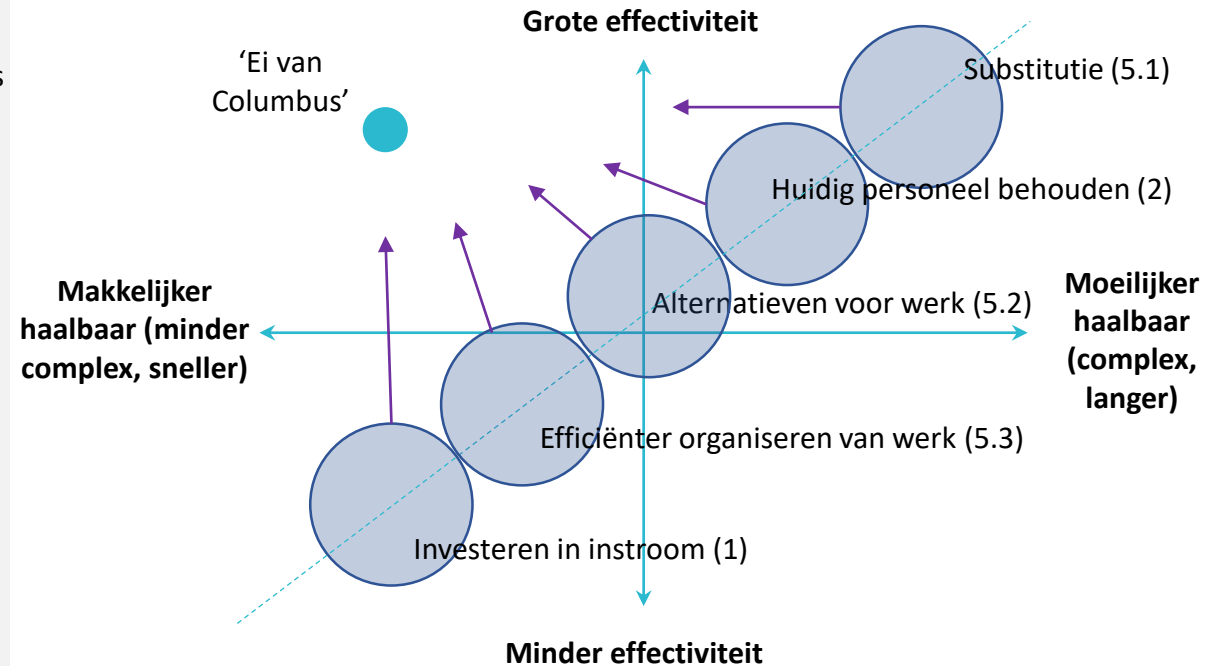 Grote effectiviteit
s
'Ei van
Columbus'
Substitutie (5.1)
Huidig personeel behouden (2)
Makkelijker
haalbaar (minder
complex, sneller)
Alternatieven voor werk (5.2)
Moeilijker
haalbaar
(complex,
langer)
Efficiënter organiseren van werk (5.3)
Investeren in instroom (1)
Minder effectiviteit